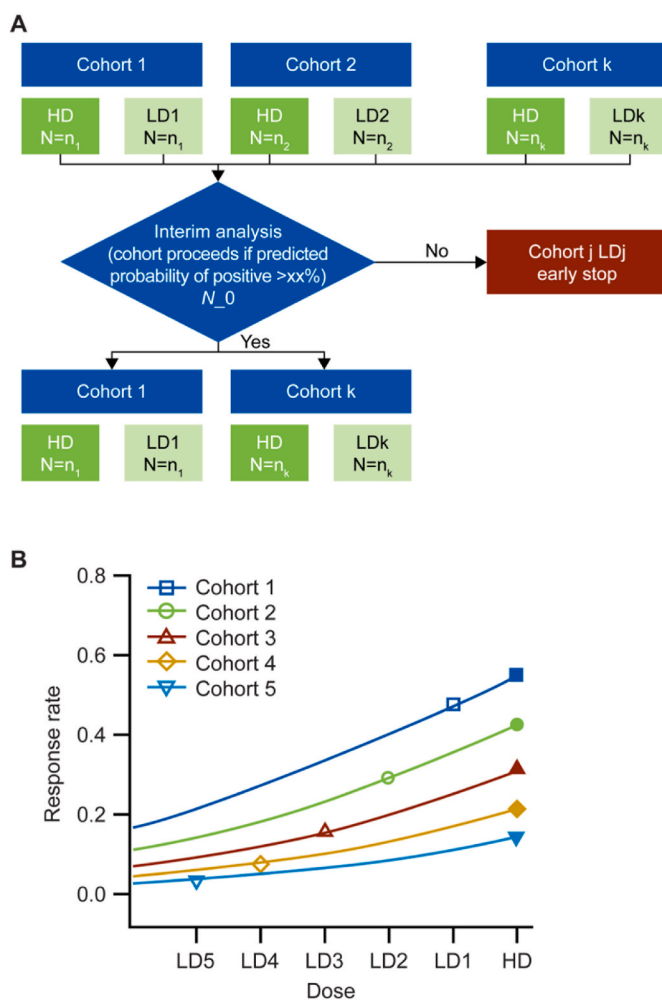 A
Cohort 1
Cohort 2
Cohort k
HD
N=n₁
LD1
N=n₁
HD
N=n₂
LD2
N=n₂
HD
N=nₖ
LDk
N=nₖ
Interim analysis
(cohort proceeds if predicted
probability of positive >xx%)
N_0
No
Cohort j LDj
early stop
Yes
Cohort 1
Cohort k
HD
N=n₁
LD1
N=n₁
HD
N=nₖ
LDk
N=nₖ
B
0.8
0.6
0.4
0.2
0.0
Response rate
Cohort 1
Cohort 2
Cohort 3
Cohort 4
Cohort 5
LD5 LD4 LD3 LD2 LD1 HD
Dose